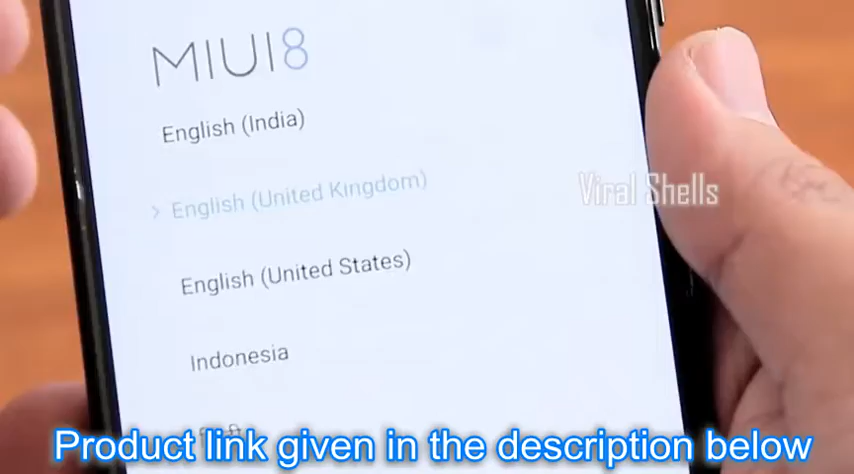 MIUI8
English (India)
> English (United Kingdom)
Viral Shells
English (United States)
Indonesia
Product link given in the description below